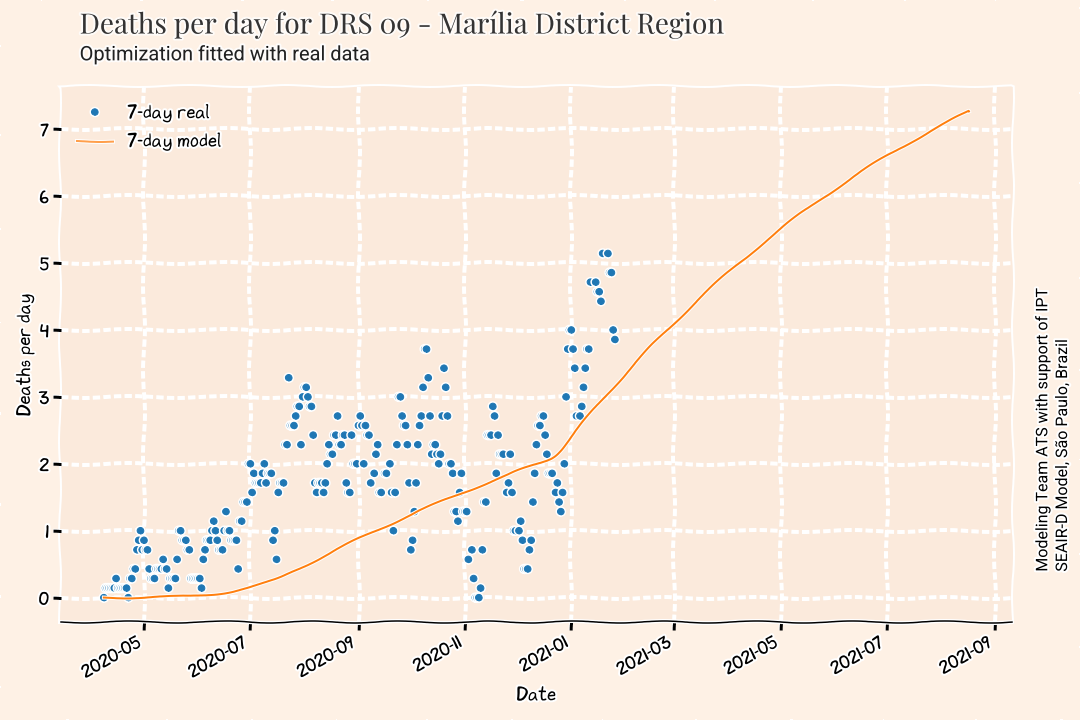 Deaths per day for DRS 09 - Marília District Region
Optimization fitted with real data
7-day real
7-day model
7
6
5
4
3
2
1
0
Deaths per day
2020-05
2020-07
2020-09
2020-11
2021-01
2021-03
2021-05
2021-07
2021-09
Date
Modeling Team ATS with support of IPT
SEAIR-D Model, São Paulo, Brazil